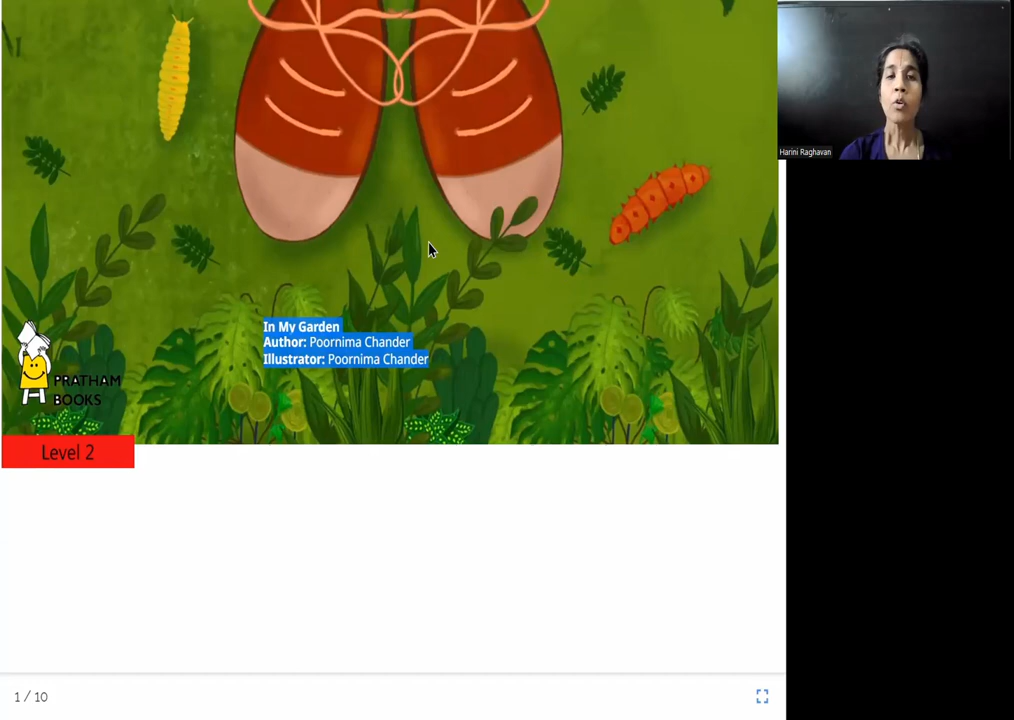 Harini Raghavan
In My Garden
Author: Poornima Chander
Illustrator: Poornima Chander
PRATHAM
BOOKS
Level 2
1 / 10